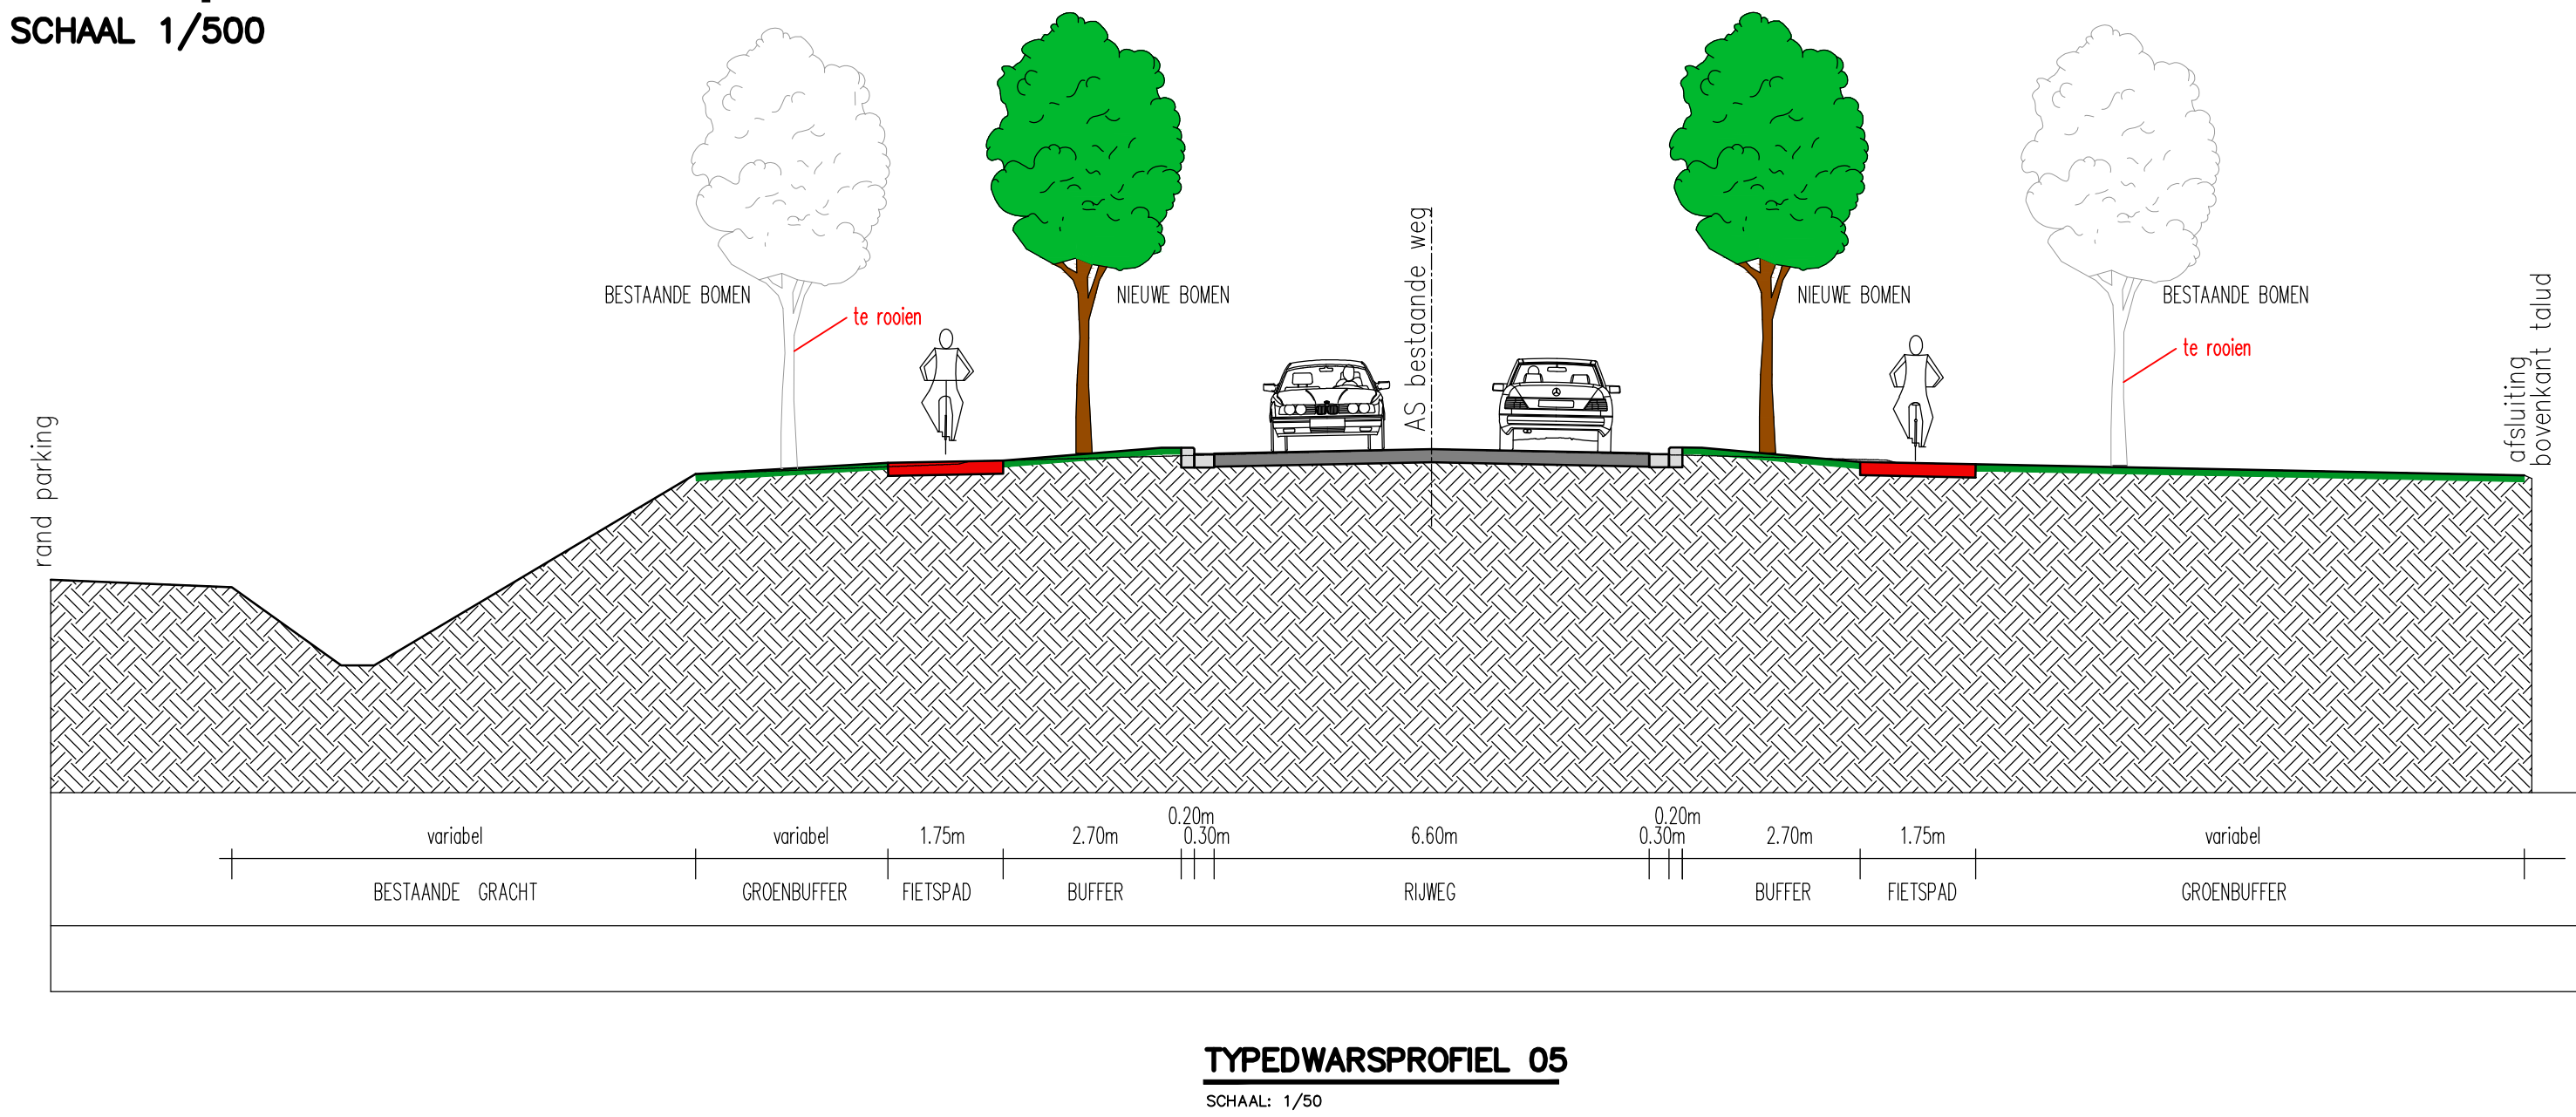 SCHAAL 1/500
BESTAANDE BOMEN
te rooien
NIEUWE BOMEN
AS bestaande weg
NIEUWE BOMEN
BESTAANDE BOMEN
te rooien
rand parking
afsluiting
bovenkant talud
variabel
variabel
1.75m
2.70m
0.20m
0.30m
6.60m
0.20m
0.30m
2.70m
1.75m
variabel
BESTAANDE GRACHT
GROENBUFFER
FIETSPAD
BUFFER
RIJWEG
BUFFER
FIETSPAD
GROENBUFFER
TYPEDWARSPROFIEL 05
SCHAAL: 1/50